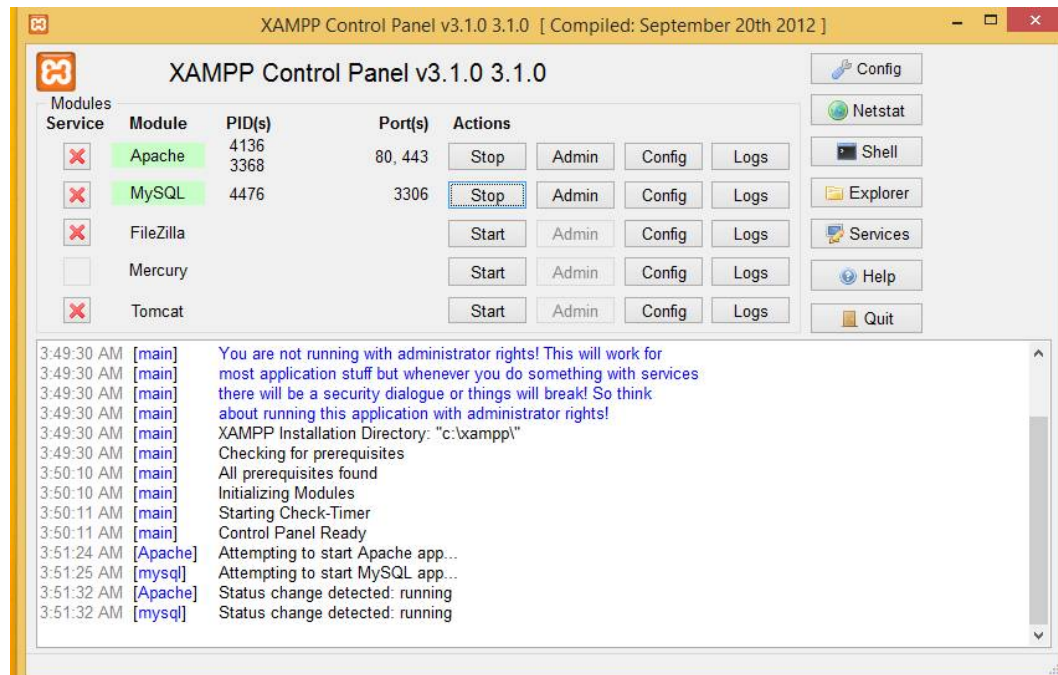 XAMPP Control Panel v3.1.0 3.1.0 [ Compiled: September 20th 2012 ]
XAMPP Control Panel v3.1.0 3.1.0
Config
Modules
Netstat
Service Module PID(s) Port(s) Actions
Apache 4136 3368 80, 443 Stop Admin Config Logs
Shell
MySQL 4476 3306 Stop Admin Config Logs
Explorer
FileZilla Start Admin Config Logs
Services
Mercury Start Admin Config Logs
Help
Tomcat Start Admin Config Logs
Quit
3:49:30 AM [main] You are not running with administrator rights! This will work for
3:49:30 AM [main] most application stuff but whenever you do something with services
3:49:30 AM [main] there will be a security dialogue or things will break! So think
3:49:30 AM [main] about running this application with administrator rights!
3:49:30 AM [main] XAMPP Installation Directory: "c:\xampp\"
3:49:30 AM [main] Checking for prerequisites
3:50:10 AM [main] All prerequisites found
3:50:10 AM [main] Initializing Modules
3:50:11 AM [main] Starting Check-Timer
3:50:11 AM [main] Control Panel Ready
3:51:24 AM [Apache] Attempting to start Apache app...
3:51:25 AM [mysql] Attempting to start MySQL app...
3:51:32 AM [Apache] Status change detected: running
3:51:32 AM [mysql] Status change detected: running